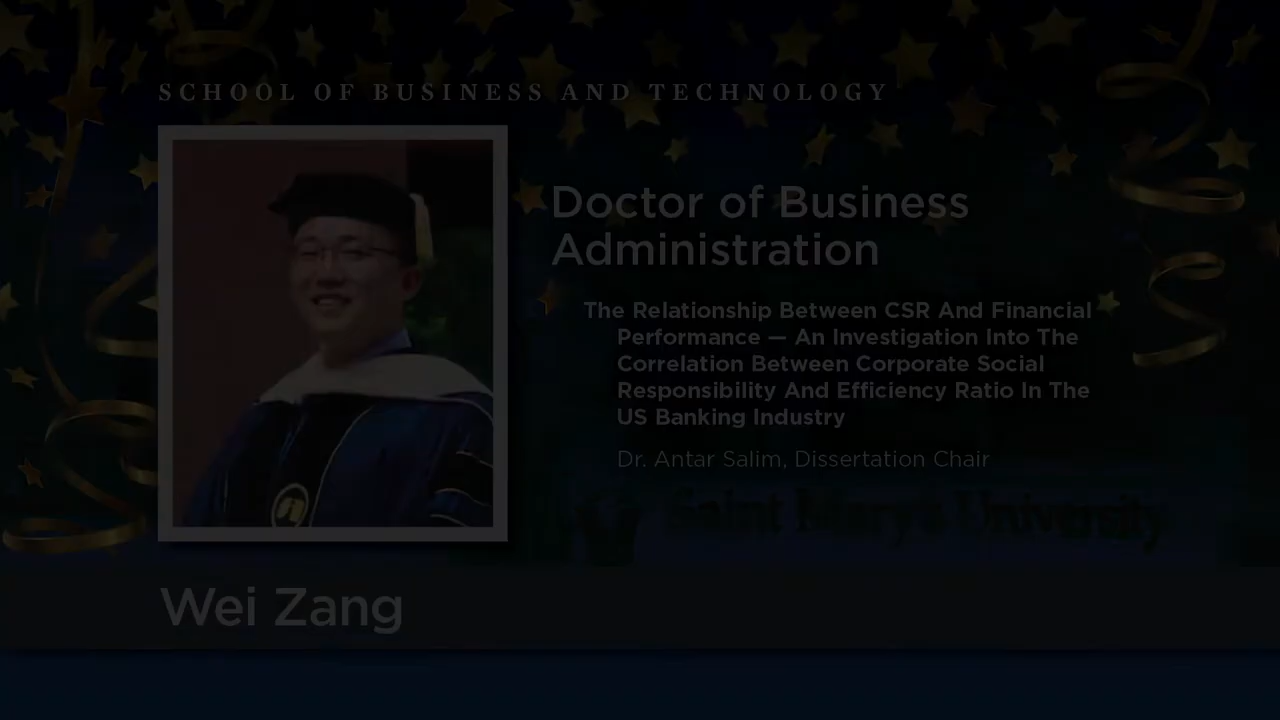 SCHOOL OF BUSINESS AND TECHNOLOGY
Doctor of Business
Administration
The Relationship Between CSR And Financial
Performance — An Investigation Into The
Correlation Between Corporate Social
Responsibility And Efficiency Ratio In The
US Banking Industry
Dr. Antar Salim, Dissertation Chair
Saint Mary's University
Wei Zang